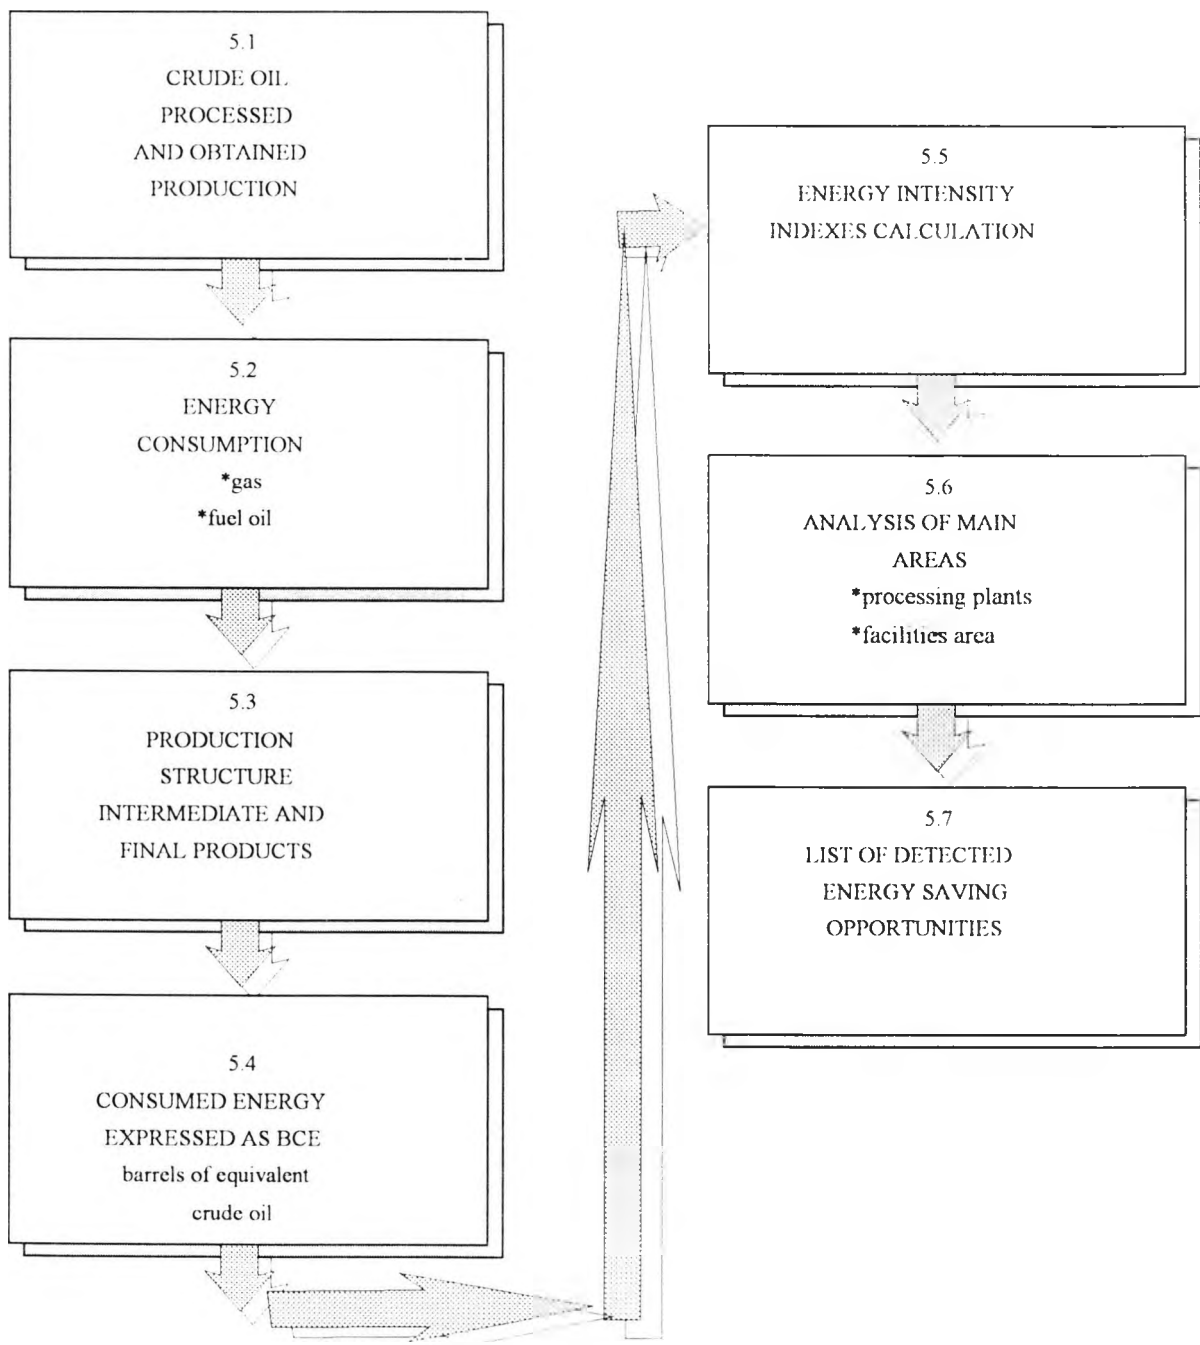 5.1
CRUDE OIL
PROCESSED
AND OBTAINED
PRODUCTION
5.2
ENERGY
CONSUMPTION
*gas
*fuel oil
5.3
PRODUCTION
STRUCTURE
INTERMEDIATE AND
FINAL PRODUCTS
5.4
CONSUMED ENERGY
EXPRESSED AS BCE
barrels of equivalent
crude oil
5.5
ENERGY INTENSITY
INDEXES CALCULATION
5.6
ANALYSIS OF MAIN
AREAS
*processing plants
*facilities area
5.7
LIST OF DETECTED
ENERGY SAVING
OPPORTUNITIES